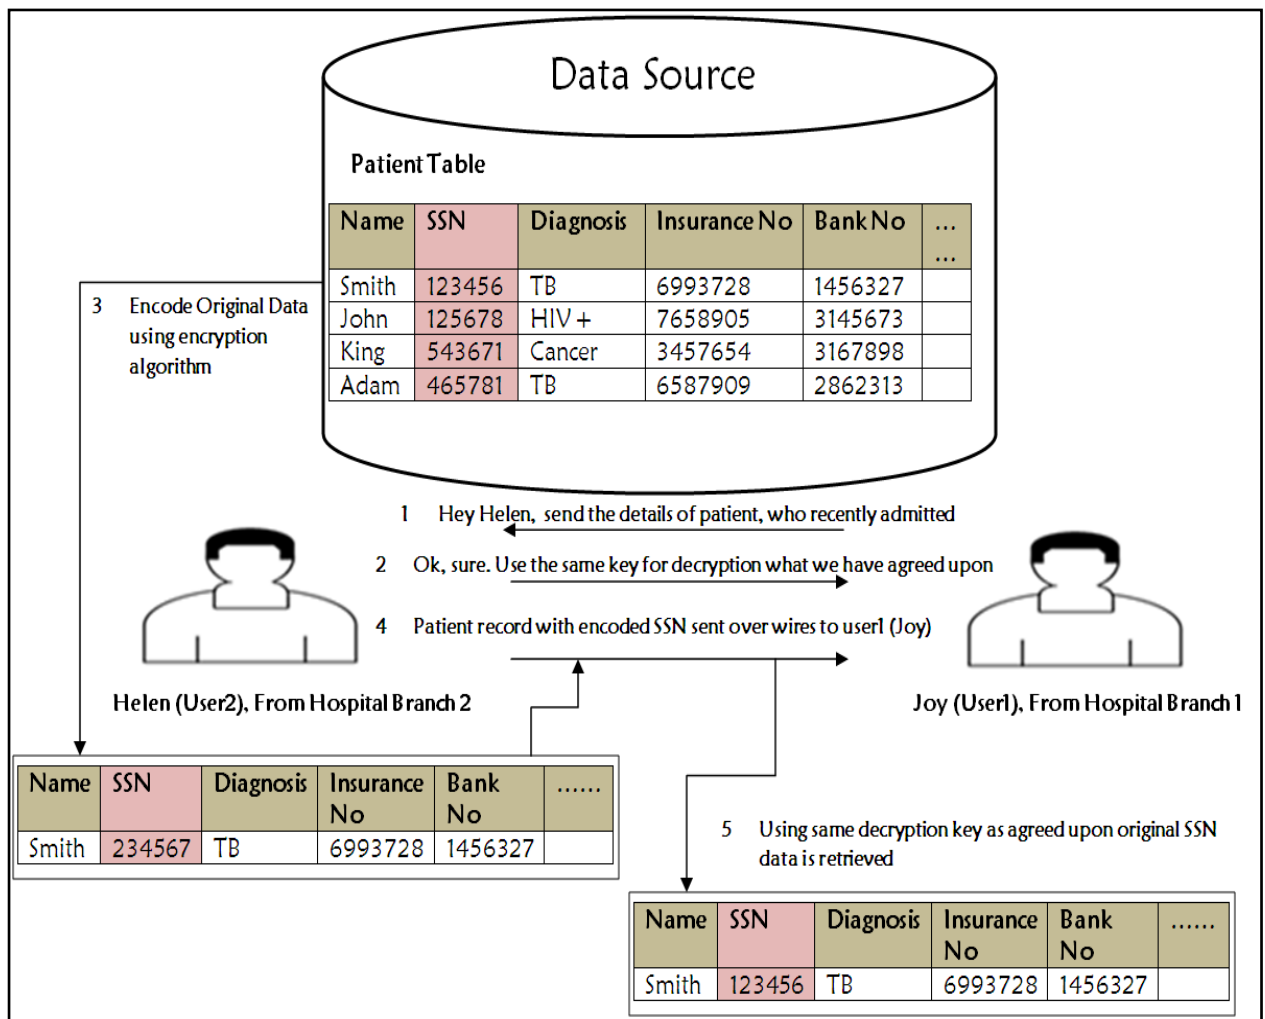 Data Source
Patient Table
Name SSN Diagnosis Insurance No Bank No ...
...
Smith 123456 TB 6993728 1456327
John 125678 HIV + 7658905 3145673
King 543671 Cancer 3457654 3167898
Adam 465781 TB 6587909 2862313
3 Encode Original Data
using encryption
algorithm
1 Hey Helen, send the details of patient, who recently admitted
2 Ok, sure. Use the same key for decryption what we have agreed upon
4 Patient record with encoded SSN sent over wires to user1 (Joy)
Helen (User2), From Hospital Branch 2
Joy (User1), From Hospital Branch 1
Name SSN Diagnosis Insurance Bank ......
No No
Smith 234567 TB 6993728 1456327
5 Using same decryption key as agreed upon original SSN
data is retrieved
Name SSN Diagnosis Insurance Bank ......
No No
Smith 123456 TB 6993728 1456327